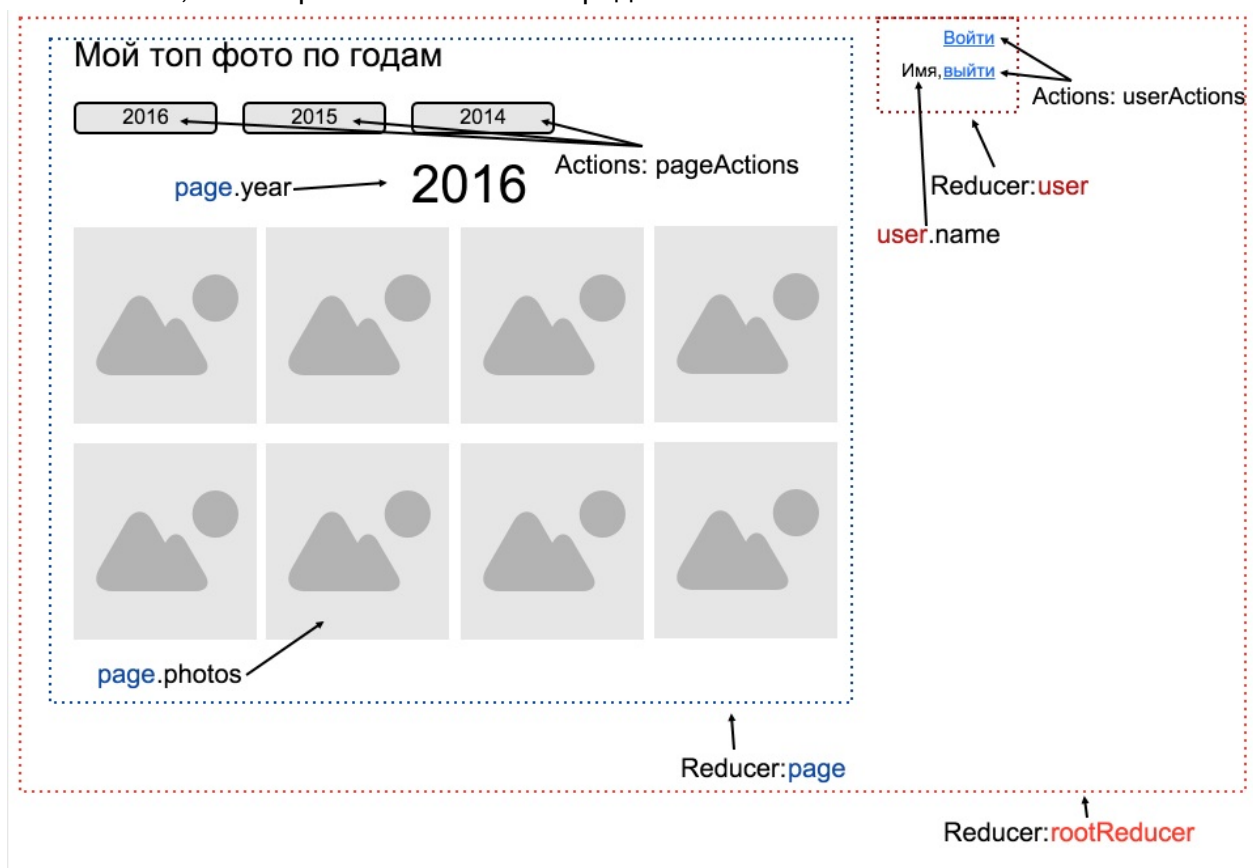 Мой топ фото по годам
Войти
Имя, выйти
Actions: userActions
2016
2015
2014
Actions: pageActions
page.year
2016
Reducer:user
user.name
page.photos
Reducer:page
Reducer:rootReducer